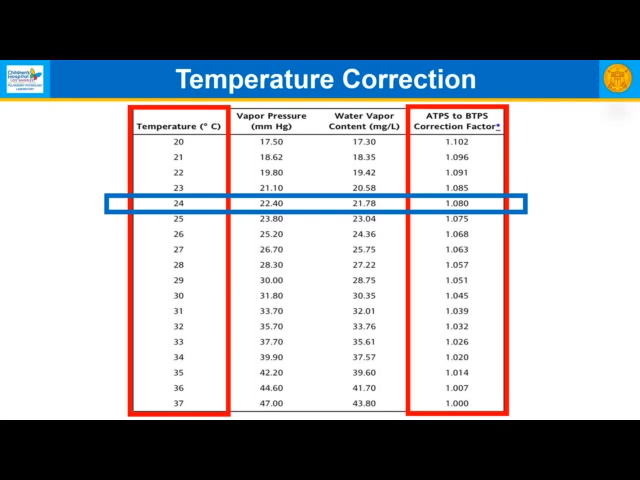 Temperature Correction
Children's
Hospital
LOS ANGELES
PULMONARY PHYSIOLOGY
LABORATORY
Temperature (° C) Vapor Pressure (mm Hg) Water Vapor Content (mg/L) ATPS to BTPS Correction Factor*
20 17.50 17.30 1.102
21 18.62 18.35 1.096
22 19.80 19.42 1.091
23 21.10 20.58 1.085
24 22.40 21.78 1.080
25 23.80 23.04 1.075
26 25.20 24.36 1.068
27 26.70 25.75 1.063
28 28.30 27.22 1.057
29 30.00 28.75 1.051
30 31.80 30.35 1.045
31 33.70 32.01 1.039
32 35.70 33.76 1.032
33 37.70 35.61 1.026
34 39.90 37.57 1.020
35 42.20 39.60 1.014
36 44.60 41.70 1.007
37 47.00 43.80 1.000